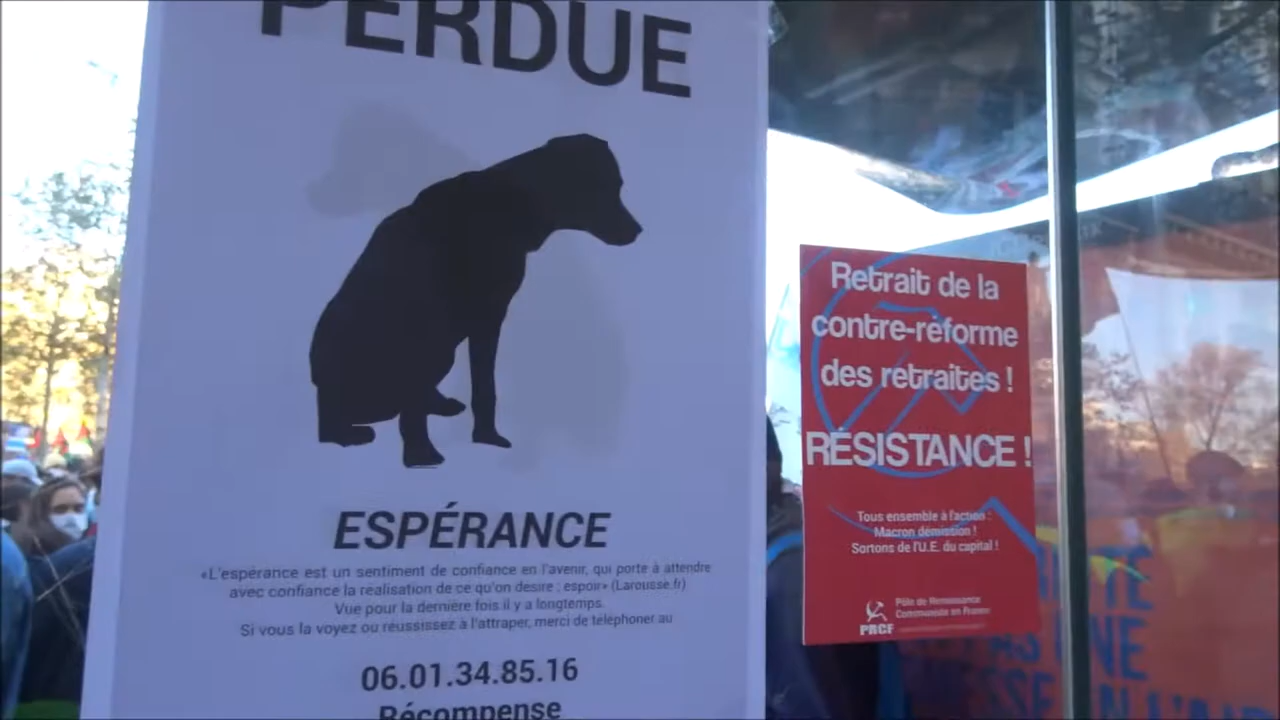 PERDUE
ESPÉRANCE
«L'espérance est un sentiment de confiance en l'avenir, qui porte à attendre
avec confiance la réalisation de ce qu'on désire ; espoir» (Larousse.fr)
Vue pour la dernière fois il y a longtemps.
Si vous la voyez ou réussissez à l'attraper, merci de téléphoner au
06.01.34.85.16
Récompense
Retrait de la
contre-réforme
des retraites !
RÉSISTANCE !
Tous ensemble à l'action :
Macron démission !
Sortons de l'U.E. du capital !
Pôle de Renaissance
Communiste en France
PRCF